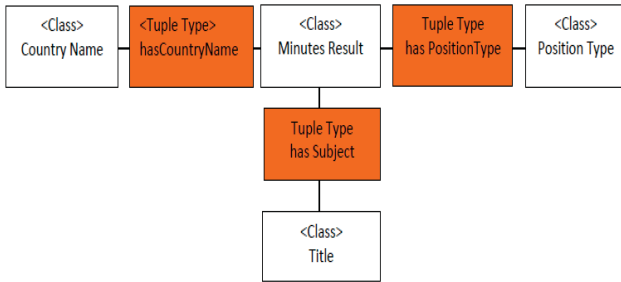 <Class>
Country Name
<Tuple Type>
hasCountryName
<Class>
Minutes Result
Tuple Type
has PositionType
<Class>
Position Type
Tuple Type
has Subject
<Class>
Title